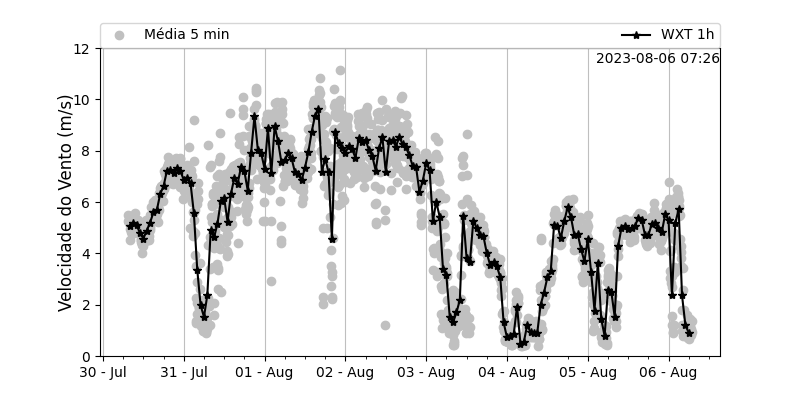 Média 5 min
WXT 1h
2023-08-06 07:26
Velocidade do Vento (m/s)
12
10
8
6
4
2
0
30 - Jul
31 - Jul
01 - Aug
02 - Aug
03 - Aug
04 - Aug
05 - Aug
06 - Aug